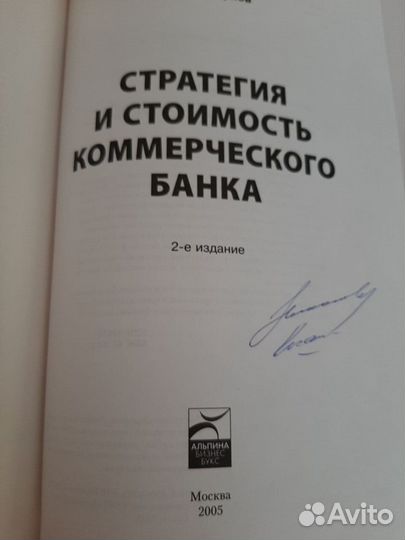 СТРАТЕГИЯ
И СТОИМОСТЬ
КОММЕРЧЕСКОГО
БАНКА
2-е издание
АЛЬПИНА
БИЗНЕС
БУКС
Москва
2005
Avito